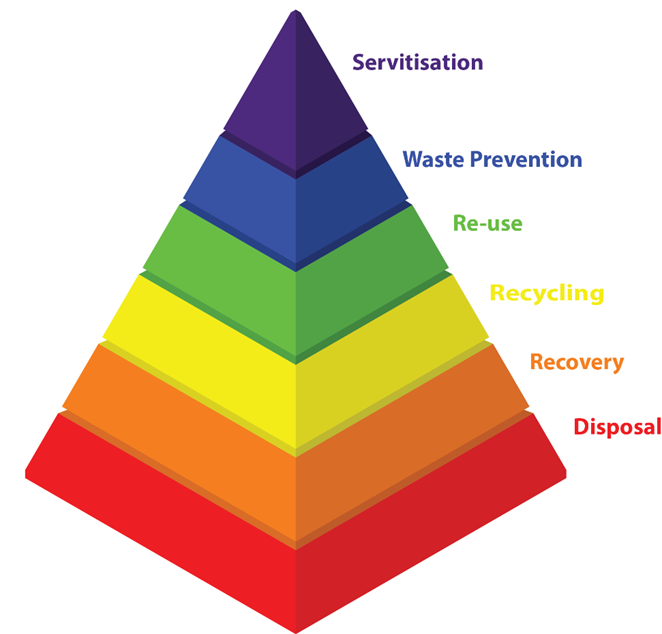 Servitisation
Waste Prevention
Re-use
Recycling
Recovery
Disposal